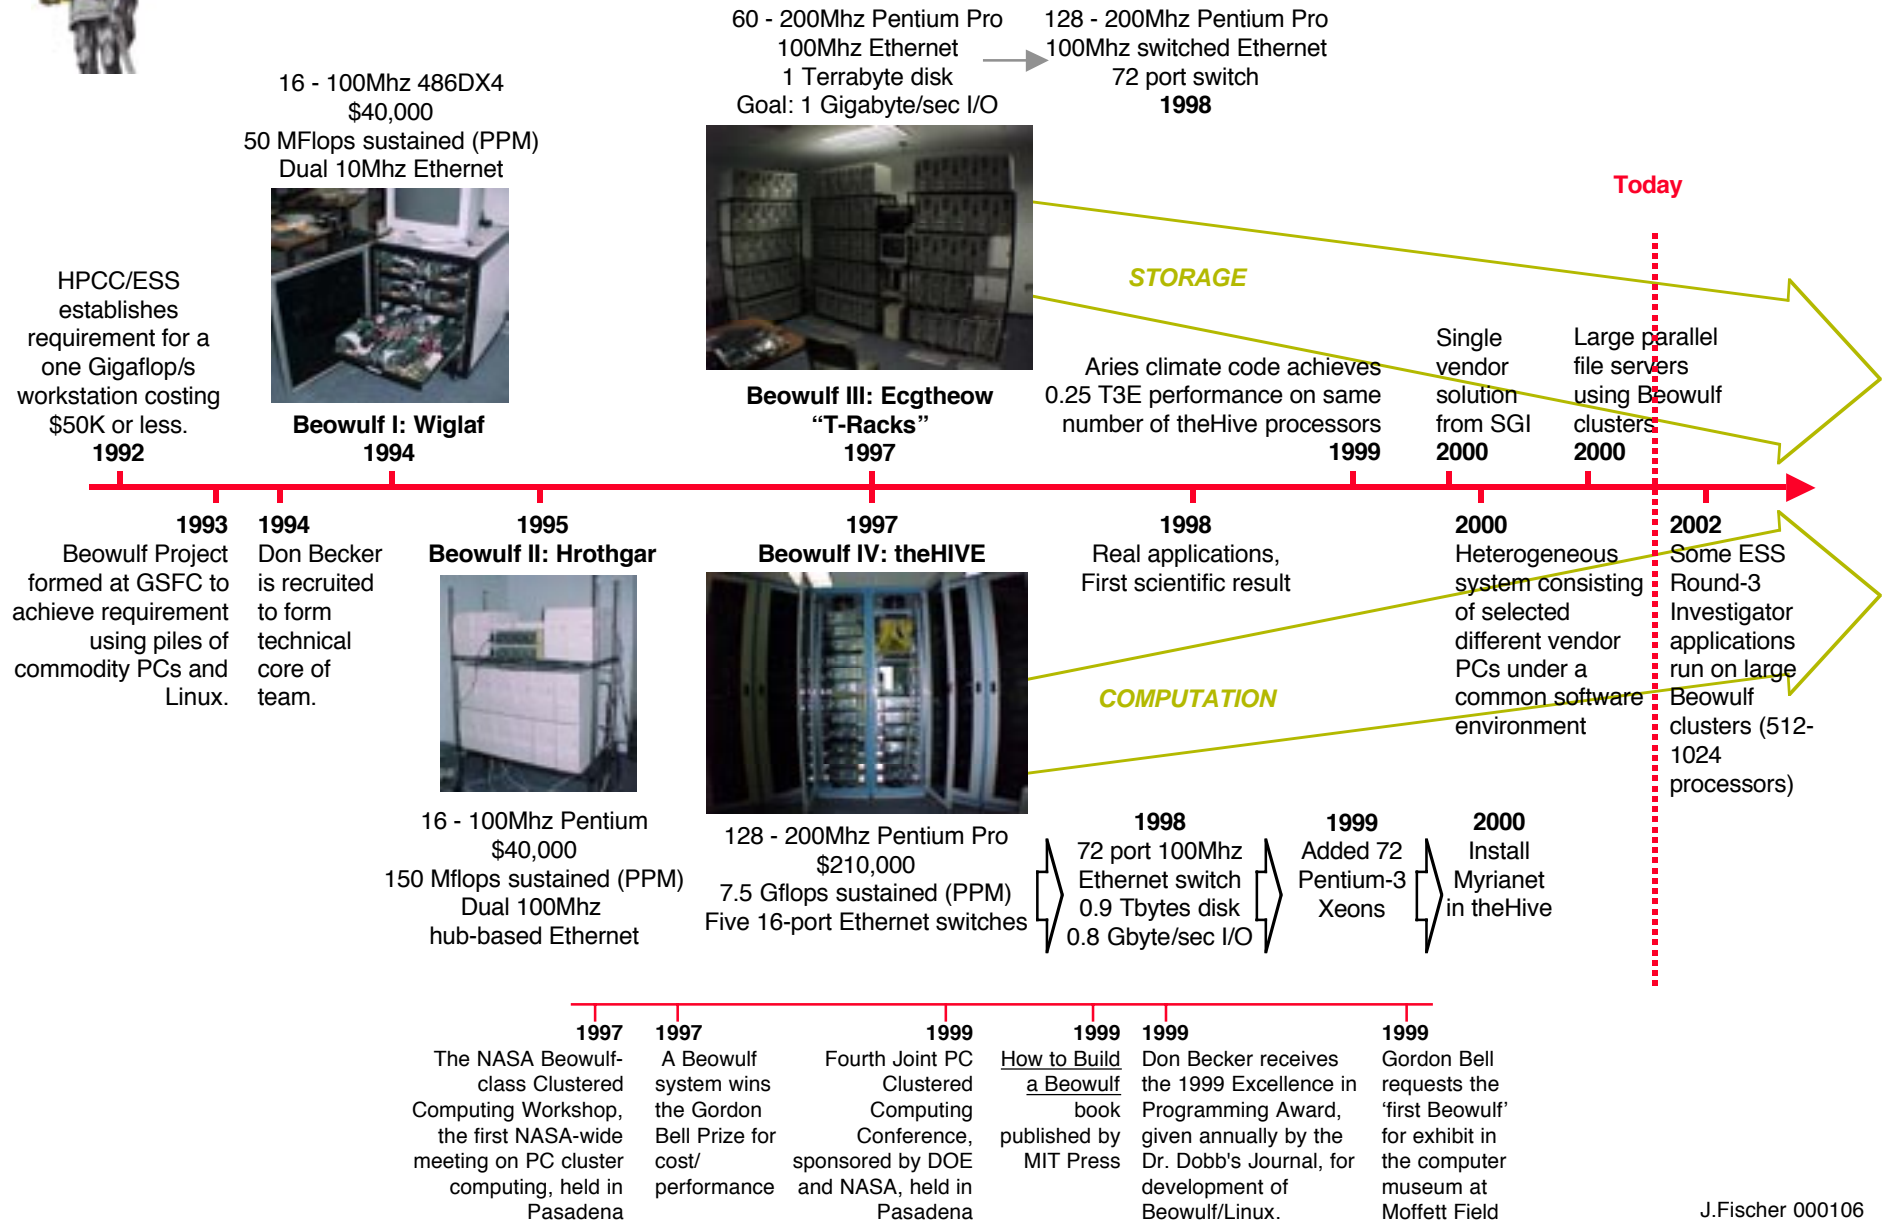 60 - 200Mhz Pentium Pro
100Mhz Ethernet
1 Terrabyte disk
Goal: 1 Gigabyte/sec I/O
128 - 200Mhz Pentium Pro
100Mhz switched Ethernet
72 port switch
1998
16 - 100Mhz 486DX4
$40,000
50 MFlops sustained (PPM)
Dual 10Mhz Ethernet
Today
STORAGE
HPCC/ESS
establishes
requirement for a
one Gigaflop/s
workstation costing
$50K or less.
1992
Beowulf I: Wiglaf
1994
Beowulf III: Ecgtheow
“T-Racks”
1997
Aries climate code achieves
0.25 T3E performance on same
number of theHive processors
1999
Single
vendor
solution
from SGI
2000
Large parallel
file servers
using Beowulf
clusters
2000
1993
Beowulf Project
formed at GSFC to
achieve requirement
using piles of
commodity PCs and
Linux.
1994
Don Becker
is recruited
to form
technical
core of
team.
1995
Beowulf II: Hrothgar
16 - 100Mhz Pentium
$40,000
150 Mflops sustained (PPM)
Dual 100Mhz
hub-based Ethernet
1997
Beowulf IV: theHIVE
128 - 200Mhz Pentium Pro
$210,000
7.5 Gflops sustained (PPM)
Five 16-port Ethernet switches
1998
Real applications,
First scientific result
COMPUTATION
2000
Heterogeneous
system consisting
of selected
different vendor
PCs under a
common software
environment
2002
Some ESS
Round-3
Investigator
applications
run on large
Beowulf
clusters (512-
1024
processors)
1998
72 port 100Mhz
Ethernet switch
0.9 Tbytes disk
0.8 Gbyte/sec I/O
1999
Added 72
Pentium-3
Xeons
2000
Install
Myrianet
in theHive
1997
The NASA Beowulf-
class Clustered
Computing Workshop,
the first NASA-wide
meeting on PC cluster
computing, held in
Pasadena
1997
A Beowulf
system wins
the Gordon
Bell Prize for
cost/
performance
1999
Fourth Joint PC
Clustered
Computing
Conference,
sponsored by DOE
and NASA, held in
Pasadena
1999
How to Build
a Beowulf
book
published by
MIT Press
1999
Don Becker receives
the 1999 Excellence in
Programming Award,
given annually by the
Dr. Dobb's Journal, for
development of
Beowulf/Linux.
1999
Gordon Bell
requests the
‘first Beowulf’
for exhibit in
the computer
museum at
Moffett Field
J.Fischer 000106